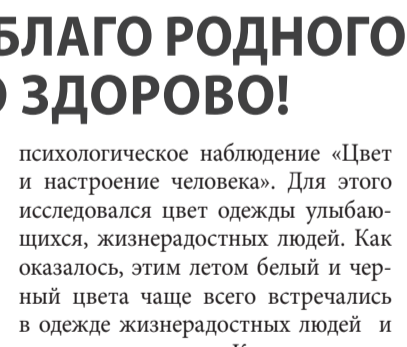 БЛАГО РОДНОГО
О ЗДОРОВО!
психологическое наблюдение «Цвет
и настроение человека». Для этого
исследовался цвет одежды улыбаю-
щихся, жизнерадостных людей. Как
оказалось, этим летом белый и чер-
ный цвета чаще всего встречались
в одежде жизнерадостных людей и